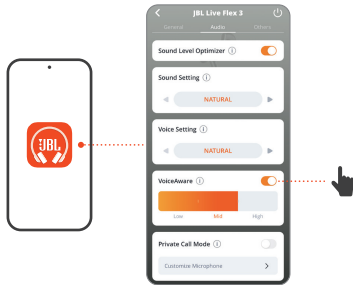 JBL Live Flex 3
General Audio Others
Sound Level Optimizer
Sound Setting
NATURAL
Voice Setting
NATURAL
JBL
VoiceAware
Low Mid High
Private Call Mode
Customize Microphone